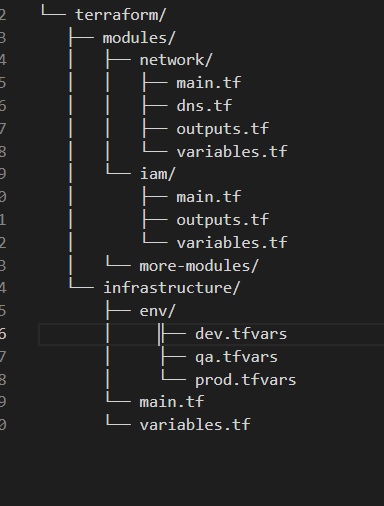 2 └── terraform/
3 ├── modules/
4 │ ├── network/
5 │ │ ├── main.tf
6 │ │ ├── dns.tf
7 │ │ ├── outputs.tf
8 │ │ └── variables.tf
9 │ └── iam/
0 │ ├── main.tf
1 │ ├── outputs.tf
2 │ └── variables.tf
3 │ └── more-modules/
4 └── infrastructure/
5 ├── env/
6 │ ├── dev.tfvars
7 │ ├── qa.tfvars
8 │ └── prod.tfvars
9 └── main.tf
0 └── variables.tf